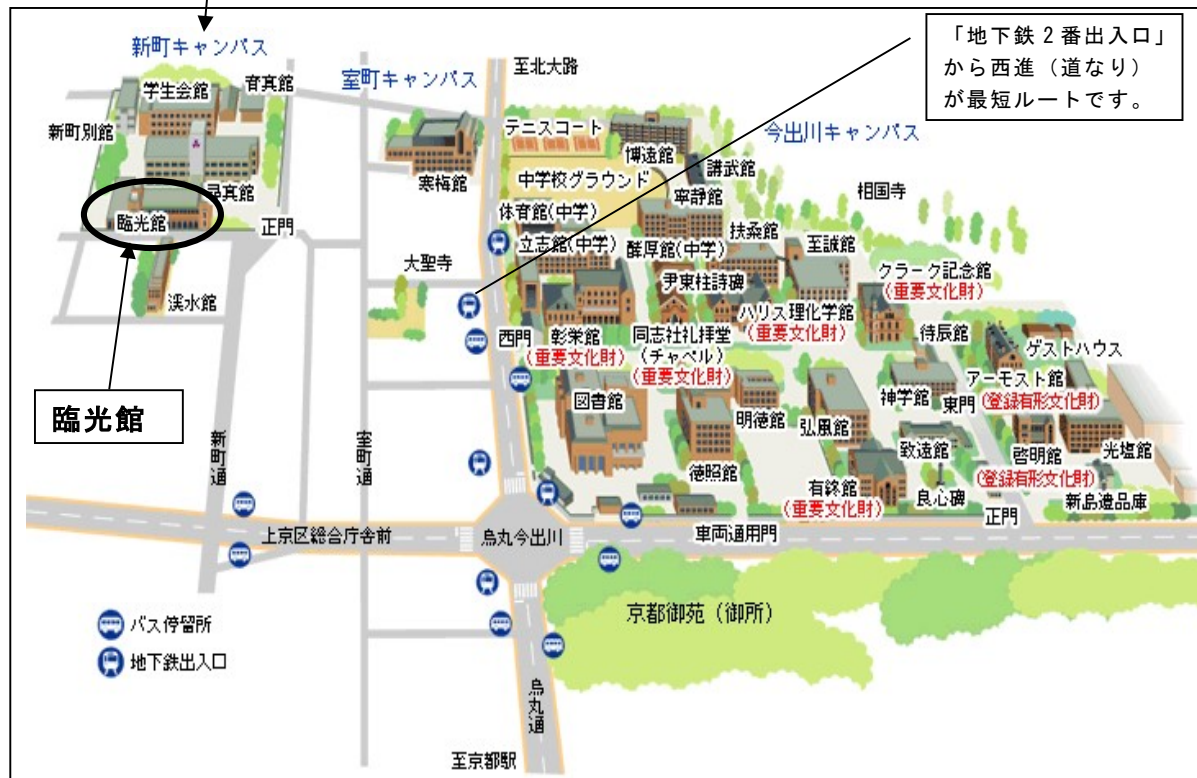 新町キャンパス
学生会館
育真館
新町別館
尋真館
臨光館
正門
渓水館
臨光館
室町キャンパス
寒梅館
大聖寺
至北大路
「地下鉄２番出入口」
から西進（道なり）
が最短ルートです。
今出川キャンパス
テニスコート
博遠館
講武館
中学校グラウンド
寧静館
相国寺
体育館(中学)
扶桑館
立志館(中学)
醇厚館(中学)
至誠館
尹東柱詩碑
クラーク記念館
(重要文化財)
ハリス理化学館
(重要文化財)
西門
彰栄館
(重要文化財)
同志社礼拝堂
(チャペル)
(重要文化財)
待辰館
ゲストハウス
アーモスト館
(登録有形文化財)
図書館
明徳館
弘風館
神学館
東門
致遠館
啓明館
(登録有形文化財)
光塩館
徳照館
有終館
(重要文化財)
良心碑
正門
新島遺品庫
新町通
室町通
上京区総合庁舎前
烏丸今出川
車両通用門
京都御苑（御所）
バス停留所
地下鉄出入口
烏丸通
至京都駅